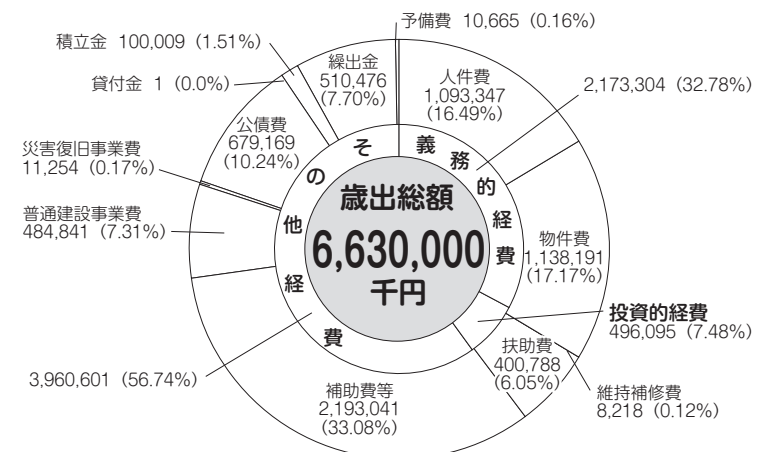 予備費 10,665 (0.16%)
積立金 100,009 (1.51%)
貸付金 1 (0.0%)
繰出金
510,476
(7.70%)
人件費
1,093,347
(16.49%)
2,173,304 (32.78%)
公債費
679,169
(10.24%)
災害復旧事業費
11,254 (0.17%)
普通建設事業費
484,841 (7.31%)
義務的経費
その他経費
歳出総額
6,630,000
千円
物件費
1,138,191
(17.17%)
投資的経費
496,095 (7.48%)
扶助費
400,788
(6.05%)
維持補修費
8,218 (0.12%)
3,960,601 (56.74%)
補助費等
2,193,041
(33.08%)